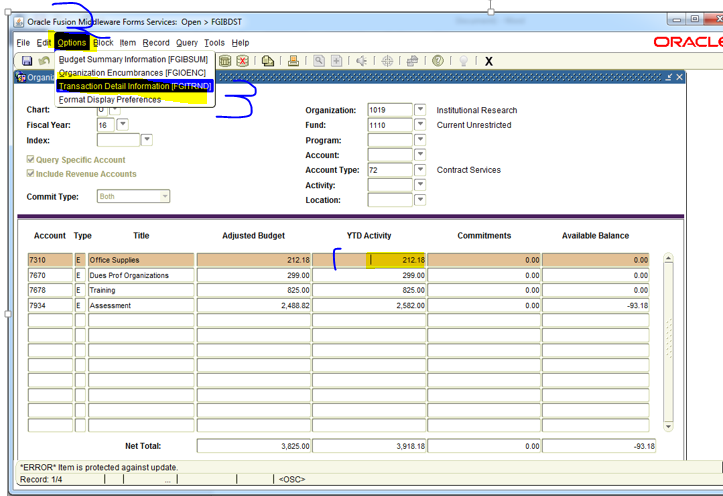 Oracle Fusion Middleware Forms Services: Open > FGIBDST
File Edit Options Block Item Record Query Tools Help
ORACLE
Budget Summary Information [FGIBSUM]
Organization Encumbrances [FGIOENC]
Transaction Detail Information [FGITRND]
Format Display Preferences
2
3
Chart:
Organization: 1019 Institutional Research
Fiscal Year: 16
Fund: 1110 Current Unrestricted
Index:
Program:
Account:
Query Specific Account
Account Type: 72 Contract Services
Include Revenue Accounts
Activity:
Commit Type: Both
Location:
Account Type Title Adjusted Budget YTD Activity Commitments Available Balance
7310 E Office Supplies 212.18 212.18 0.00 0.00
7670 E Dues Prof Organizations 299.00 299.00 0.00 0.00
7678 E Training 825.00 825.00 0.00 0.00
7934 E Assessment 2,488.82 2,582.00 0.00 -93.18
Net Total: 3,825.00 3,918.18 0.00 -93.18
*ERROR* Item is protected against update.
Record: 1/4 ... <OSC>